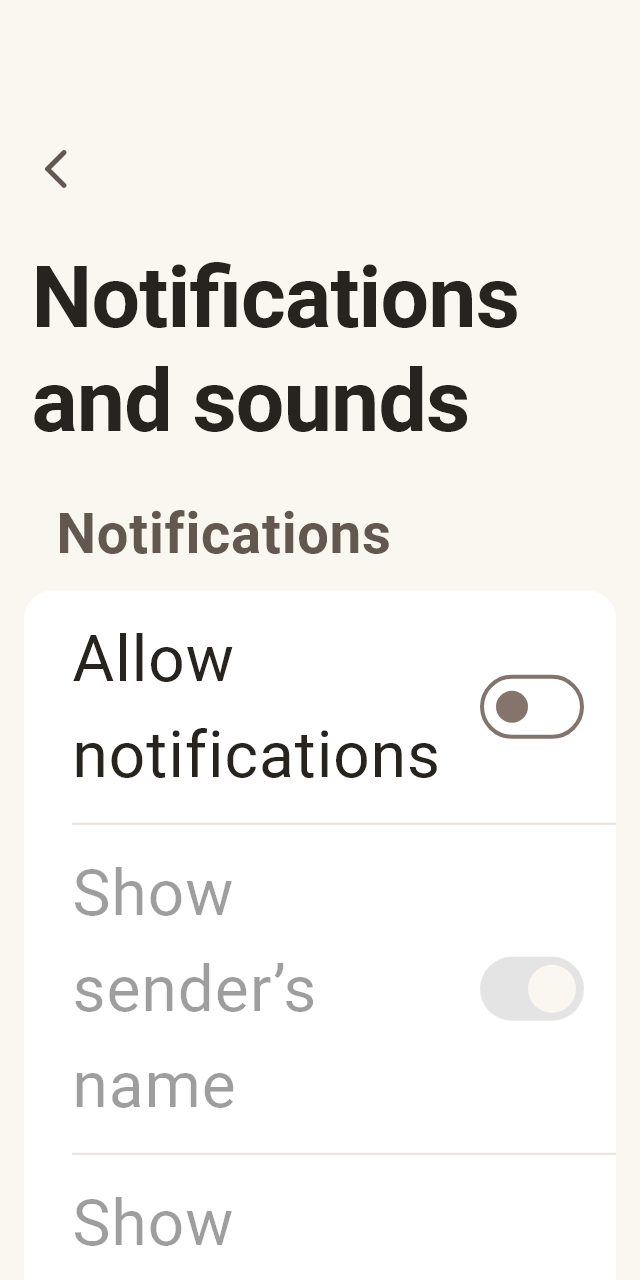 Notifications
and sounds
Notifications
Allow
notifications
Show
sender’s
name
Show